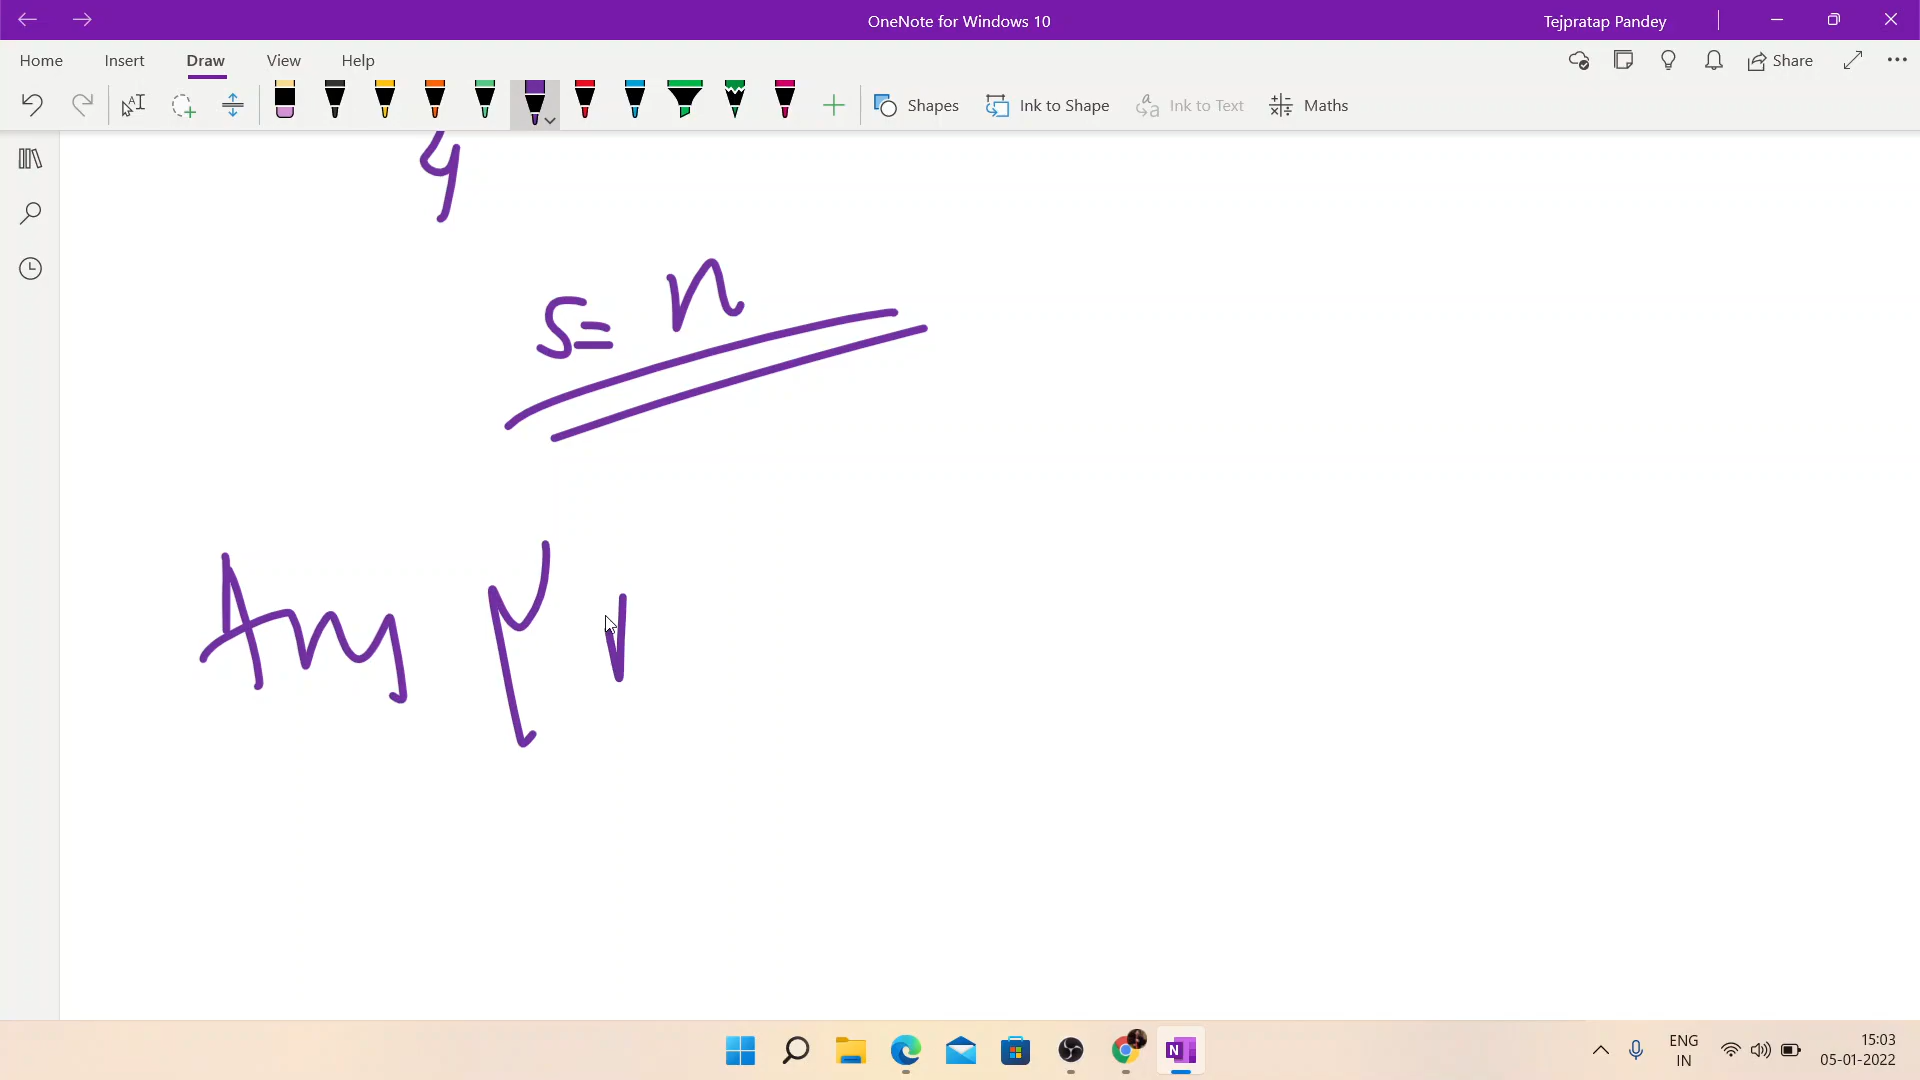 OneNote for Windows 10
Tejpratap Pandey
Home Insert Draw View Help
Share
Shapes Ink to Shape Ink to Text Maths
4
S= n
Any
ENG
IN
15:03
05-01-2022